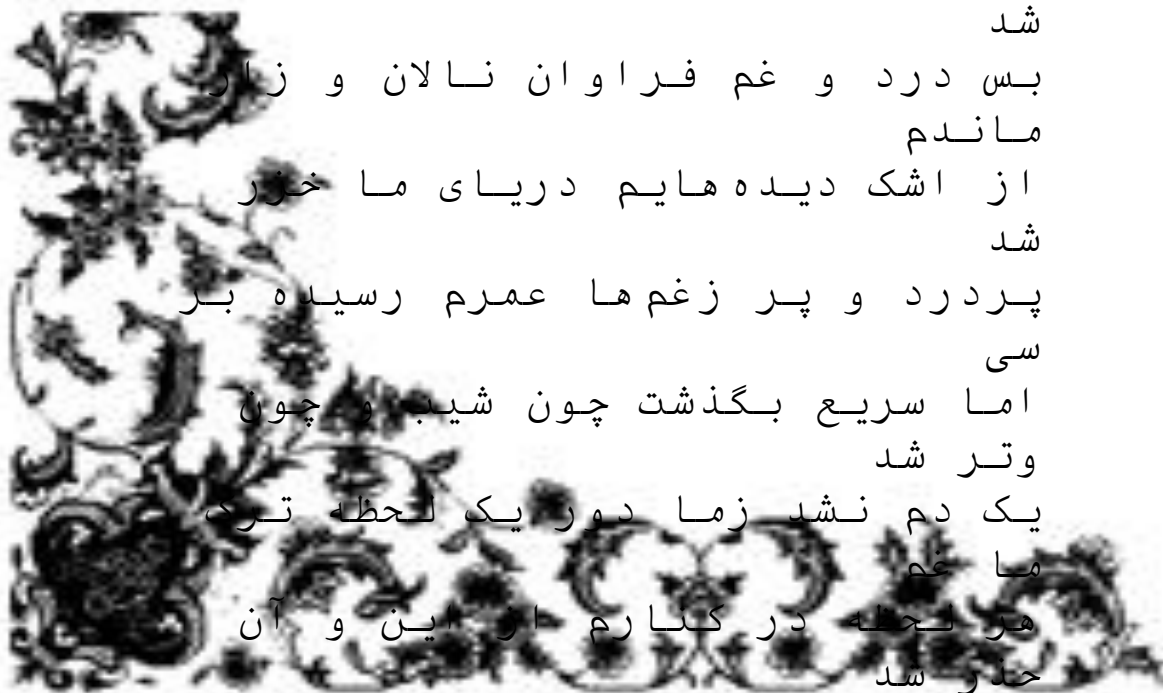 شد
بس درد و غم فراوان نالان و زار
ماندم
از اشک دیده‌هایم دریای ما خزر
شد
پردرد و پر زغم‌ها عمرم رسیده بر
سی
اما سریع بگذشت چون شیب و چون
وتر شد
یک دم نشد زما دور یک لحظه ترک
ما غم
هر لحظه در کنارم از این و آن
حذر شد